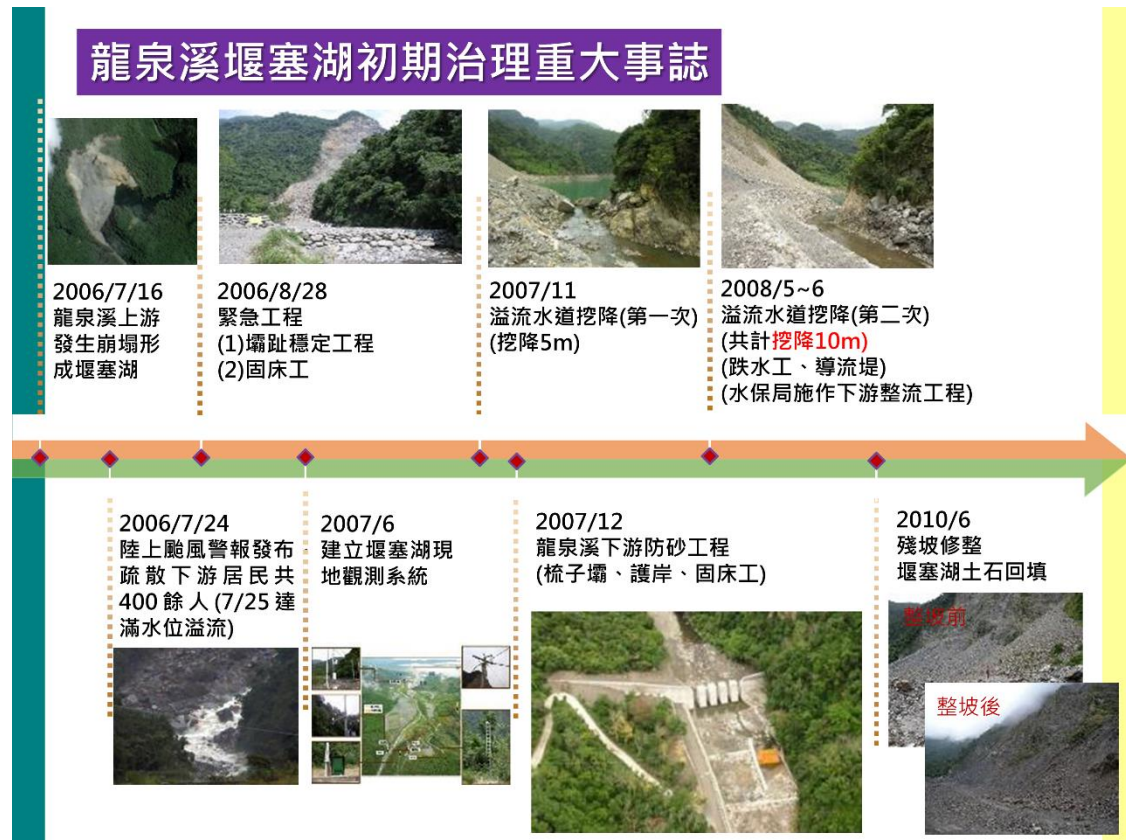 龍泉溪堰塞湖初期治理重大事誌
2006/7/16
龍泉溪上游
發生崩塌形
成堰塞湖
2006/8/28
緊急工程
(1)壩趾穩定工程
(2)固床工
2007/11
溢流水道挖降(第一次)
(挖降5m)
2008/5~6
溢流水道挖降(第二次)
(共計挖降10m)
(跌水工、導流堤)
(水保局施作下游整流工程)
2006/7/24
陸上颱風警報發布
疏散下游居民共
400餘人(7/25達
滿水位溢流)
2007/6
建立堰塞湖現
地觀測系統
2007/12
龍泉溪下游防砂工程
(梳子壩、護岸、固床工)
2010/6
殘坡修整
堰塞湖土石回填
整坡前
整坡後